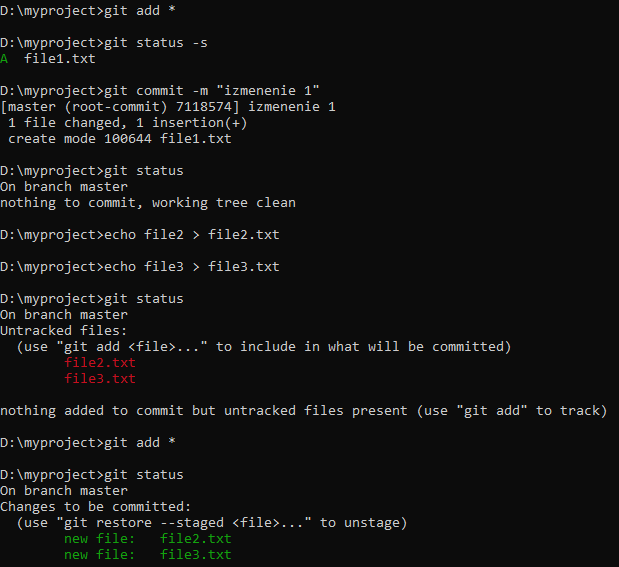 D:\myproject>git add *
D:\myproject>git status -s
A  file1.txt
D:\myproject>git commit -m "izmenenie 1"
[master (root-commit) 7118574] izmenenie 1
 1 file changed, 1 insertion(+)
 create mode 100644 file1.txt
D:\myproject>git status
On branch master
nothing to commit, working tree clean
D:\myproject>echo file2 > file2.txt
D:\myproject>echo file3 > file3.txt
D:\myproject>git status
On branch master
Untracked files:
  (use "git add <file>..." to include in what will be committed)
        file2.txt
        file3.txt
nothing added to commit but untracked files present (use "git add" to track)
D:\myproject>git add *
D:\myproject>git status
On branch master
Changes to be committed:
  (use "git restore --staged <file>..." to unstage)
        new file:   file2.txt
        new file:   file3.txt